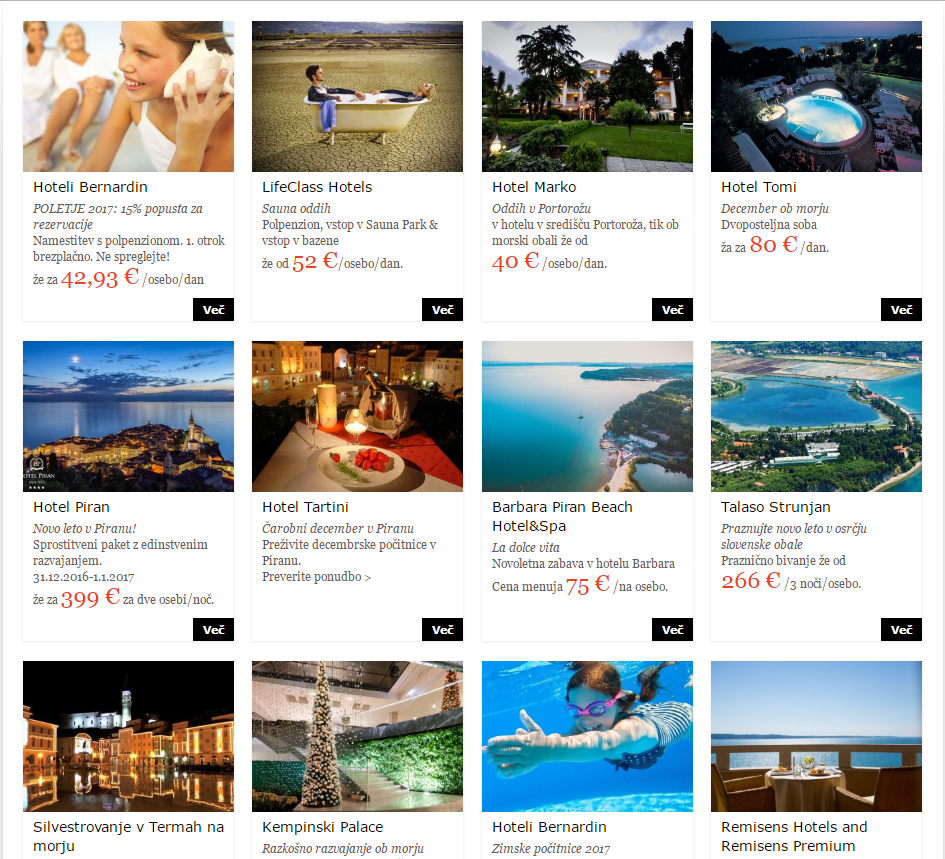 Hoteli Bernardin
POLETJE 2017: 15% popusta za
rezervacije
Namestitev s polpenzionom. 1. otrok
brezplačno. Ne spreglejte!
že za 42,93 € /osebo/dan
Več
LifeClass Hotels
Sauna oddih
Polpenzion, vstop v Sauna Park &
vstop v bazene
že od 52 €/osebo/dan.
Več
Hotel Marko
Oddih v Portorožu
v hotelu v središču Portoroža, tik ob
morski obali že od
40 € /osebo/dan.
Več
Hotel Tomi
December ob morju
Dvoposteljna soba
ža za 80 € /dan.
Več
HOTEL PIRAN
Hotel Piran
Novo leto v Piranu!
Sprostitveni paket z edinstvenim
razvajanjem.
31.12.2016-1.1.2017
že za 399 € za dve osebi/noč.
Več
Hotel Tartini
Čarobni december v Piranu
Preživite decembrske počitnice v
Piranu.
Preverite ponudbo >
Več
Barbara Piran Beach
Hotel&Spa
La dolce vita
Novoletna zabava v hotelu Barbara
Cena menuja 75 € /na osebo.
Več
Talaso Strunjan
Praznujte novo leto v osrčju
slovenske obale
Praznično bivanje že od
266 € /3 noči/osebo.
Več
Silvestrovanje v Termah na
morju
Kempinski Palace
Razkošno razvajanje ob morju
Hoteli Bernardin
Zimske počitnice 2017
Remisens Hotels and
Remisens Premium